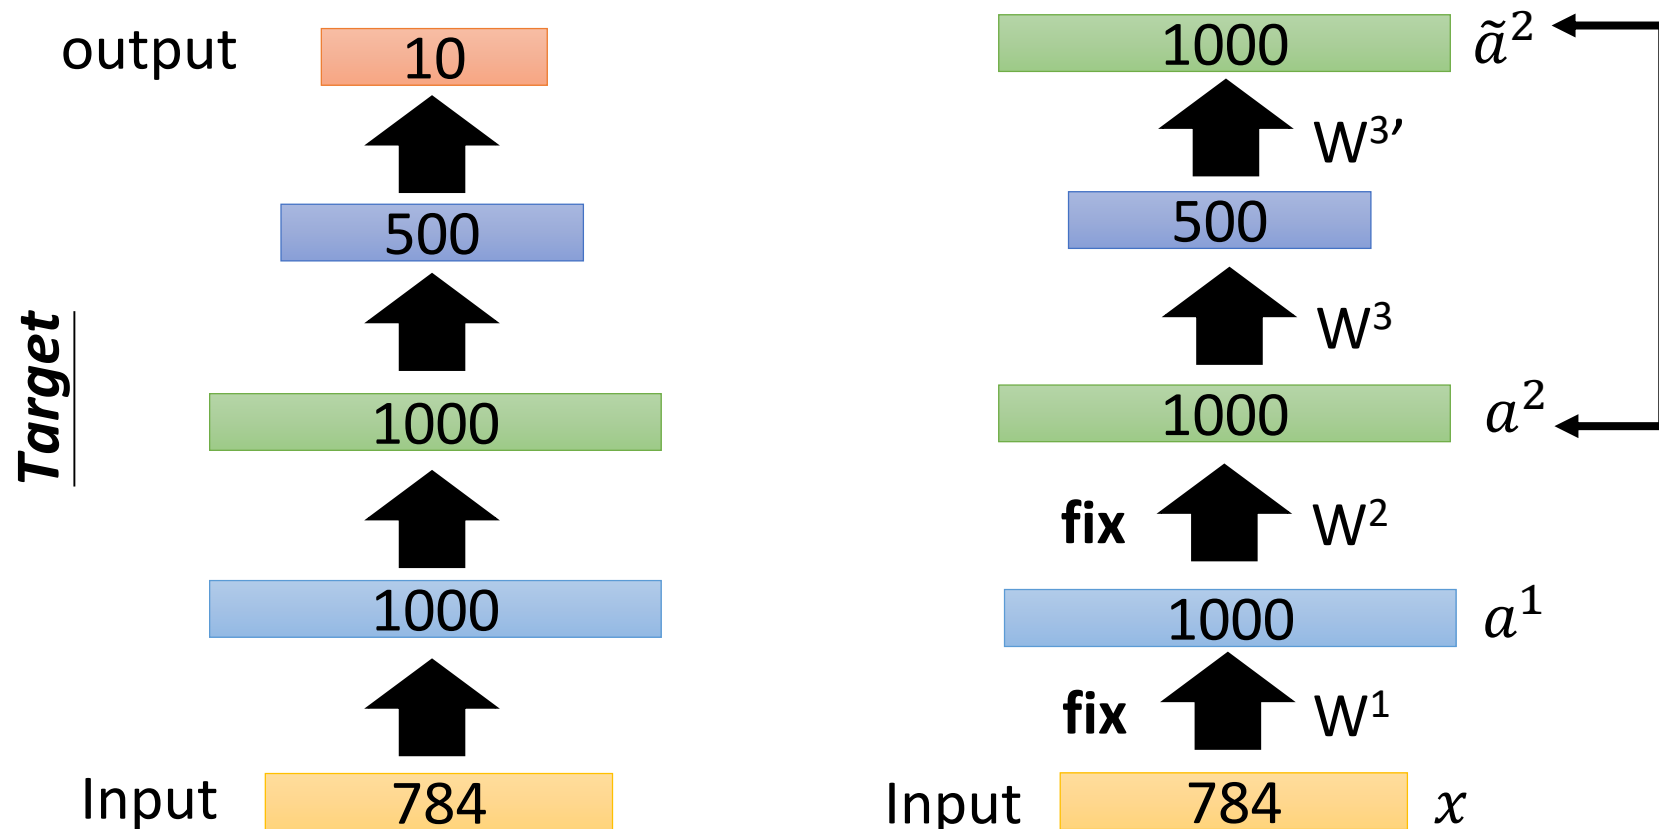 output
10
500
Target
1000
1000
Input
784
1000
ã²
W³′
500
W³
1000
a²
fix
W²
1000
a¹
fix
W¹
Input
784
x